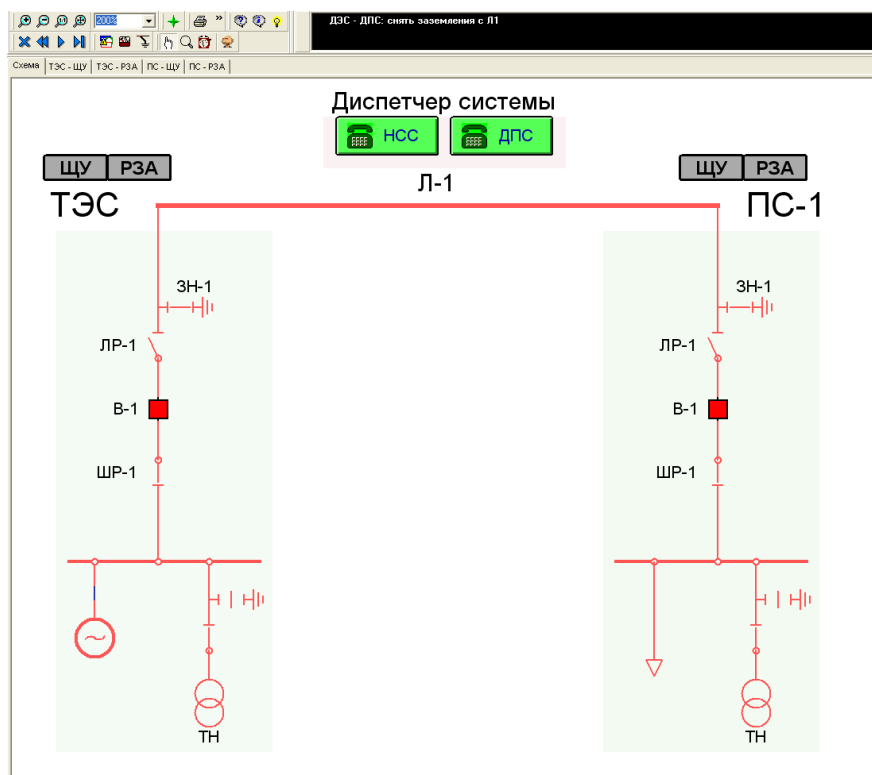 200%
»
ДЭС - ДПС: снять заземления с Л1
Схема ТЭС - ЩУ ТЭС - РЗА ПС - ЩУ ПС - РЗА
Диспетчер системы
НСС ДПС
ЩУ РЗА ЩУ РЗА
Л-1
ТЭС ПС-1
ЗН-1 ЗН-1
ЛР-1 ЛР-1
В-1 В-1
ШР-1 ШР-1
ТН ТН